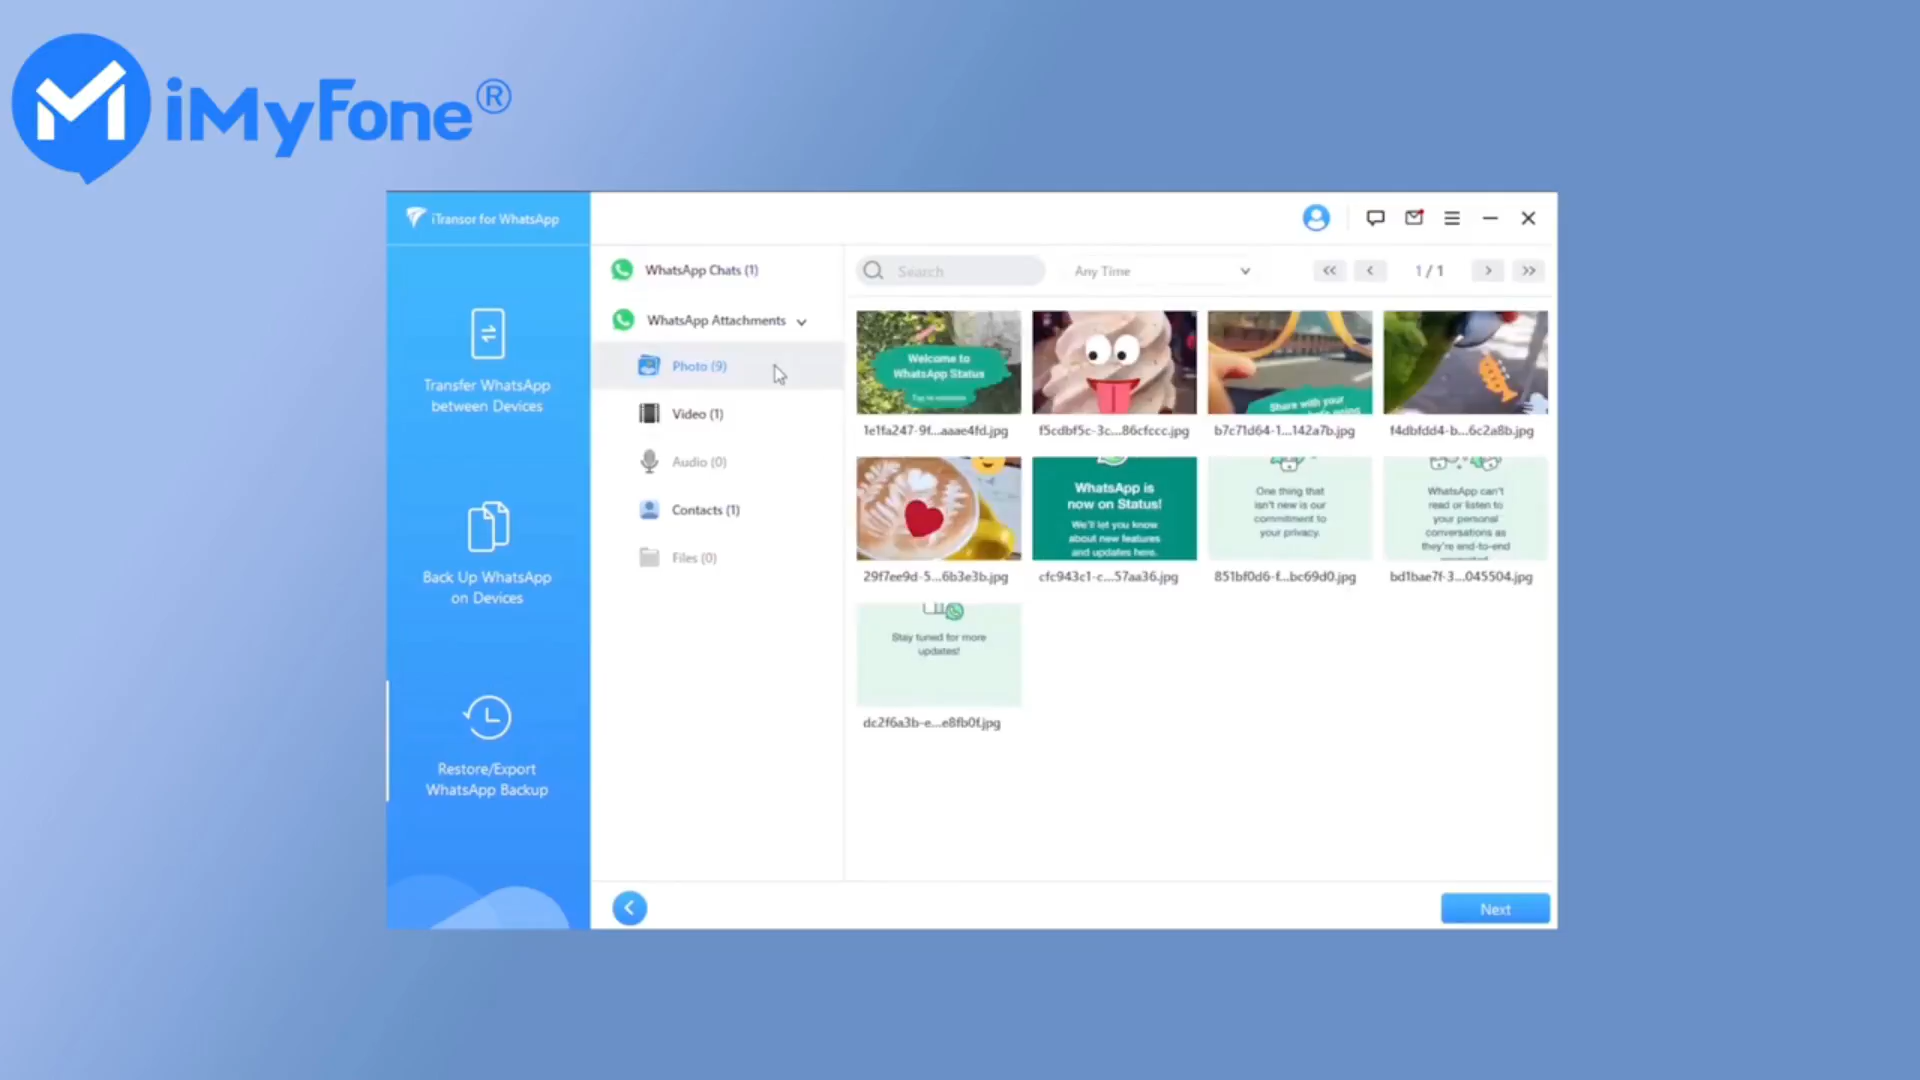 iMyFone®
iTransor for WhatsApp
Transfer WhatsApp
between Devices
Back Up WhatsApp
on Devices
Restore/Export
WhatsApp Backup
WhatsApp Chats (1)
WhatsApp Attachments
Photo (9)
Video (1)
Audio (0)
Contacts (1)
Files (0)
Search
Any Time
1 / 1
Welcome to
WhatsApp Status
1e1fa247-9f...aaae4fd.jpg
f5cdbf5c-3c...86cfccc.jpg
Share with your
b7c71d64-1...142a7b.jpg
f4dbfdd4-b...6c2a8b.jpg
29f7ee9d-5...6b3e3b.jpg
WhatsApp is
now on Status!
We'll let you know
about new features
and updates here.
cfc943c1-c...57aa36.jpg
One thing that
isn't new is our
commitment to
your privacy.
851bf0d6-f...bc69d0.jpg
WhatsApp can't
read or listen to
your personal
conversations as
they're end-to-end
bd1bae7f-3...045504.jpg
Stay tuned for more
updates!
dc2f6a3b-e...e8fb0f.jpg
Next